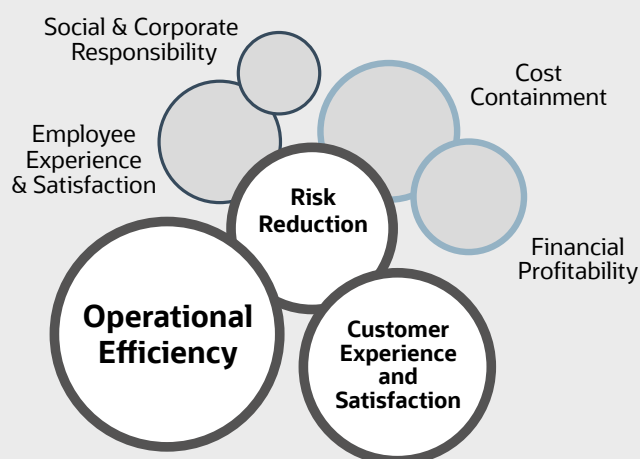 Social & Corporate
Responsibility
Cost
Containment
Employee
Experience
& Satisfaction
Risk
Reduction
Financial
Profitability
Operational
Efficiency
Customer
Experience
and
Satisfaction